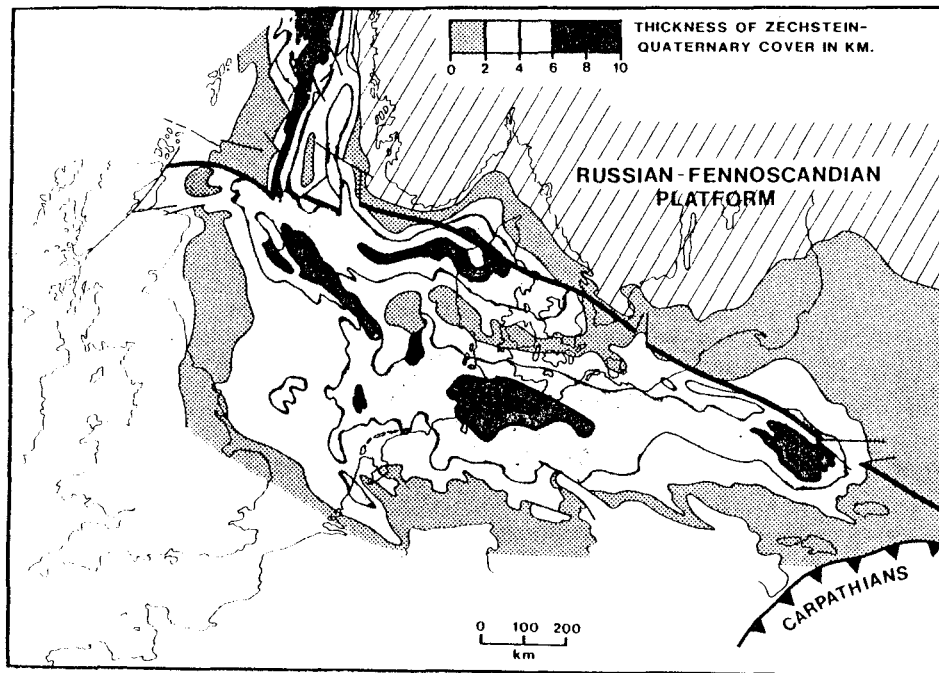 THICKNESS OF ZECHSTEIN-
QUATERNARY COVER IN KM.
0 2 4 6 8 10
RUSSIAN-FENNOSCANDIAN
PLATFORM
CARPATHIANS
0 100 200
km